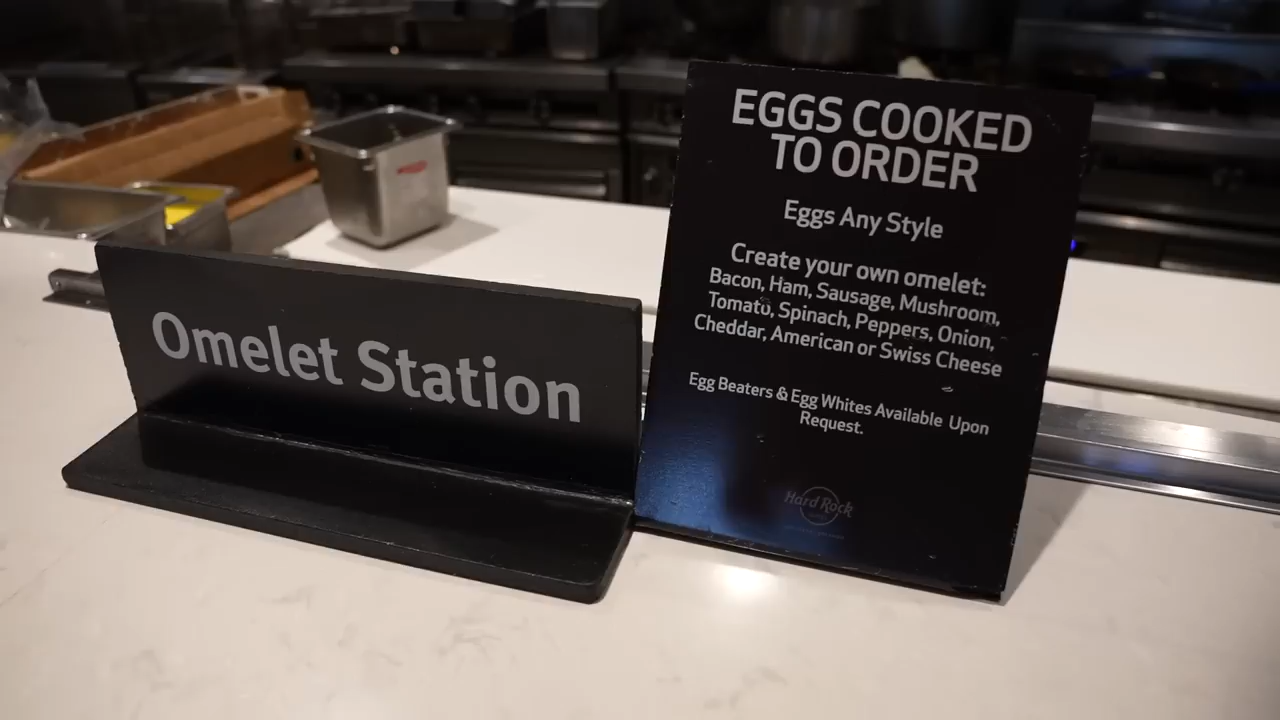 Omelet Station
EGGS COOKED
TO ORDER
Eggs Any Style
Create your own omelet:
Bacon, Ham, Sausage, Mushroom,
Tomato, Spinach, Peppers, Onion,
Cheddar, American or Swiss Cheese
Egg Beaters & Egg Whites Available Upon
Request.
Hard Rock